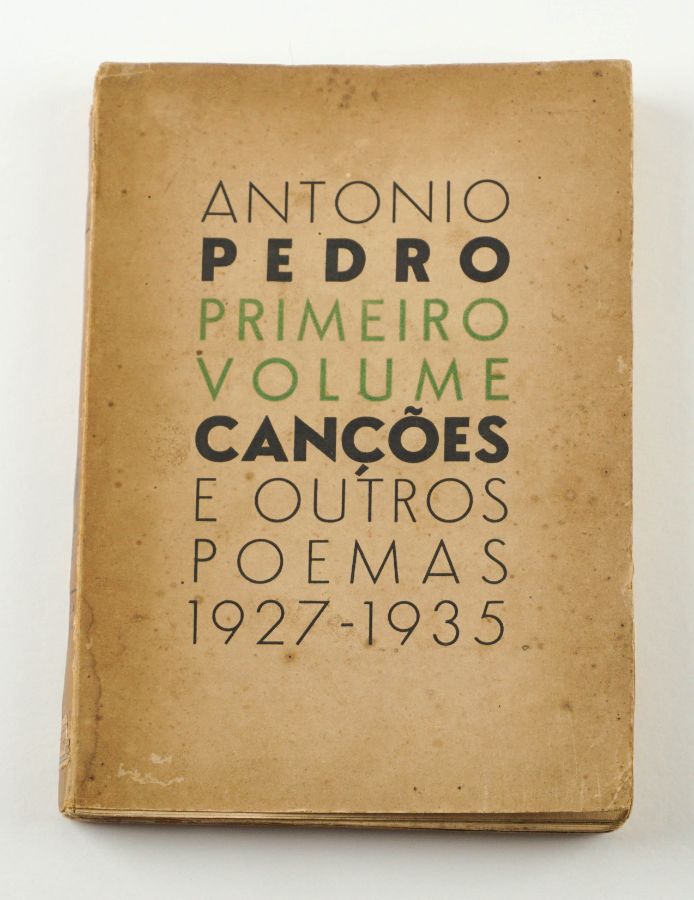 ANTONIO
PEDRO
PRIMEIRO
VOLUME
CANÇÕES
E OUTROS
POEMAS
1927-1935